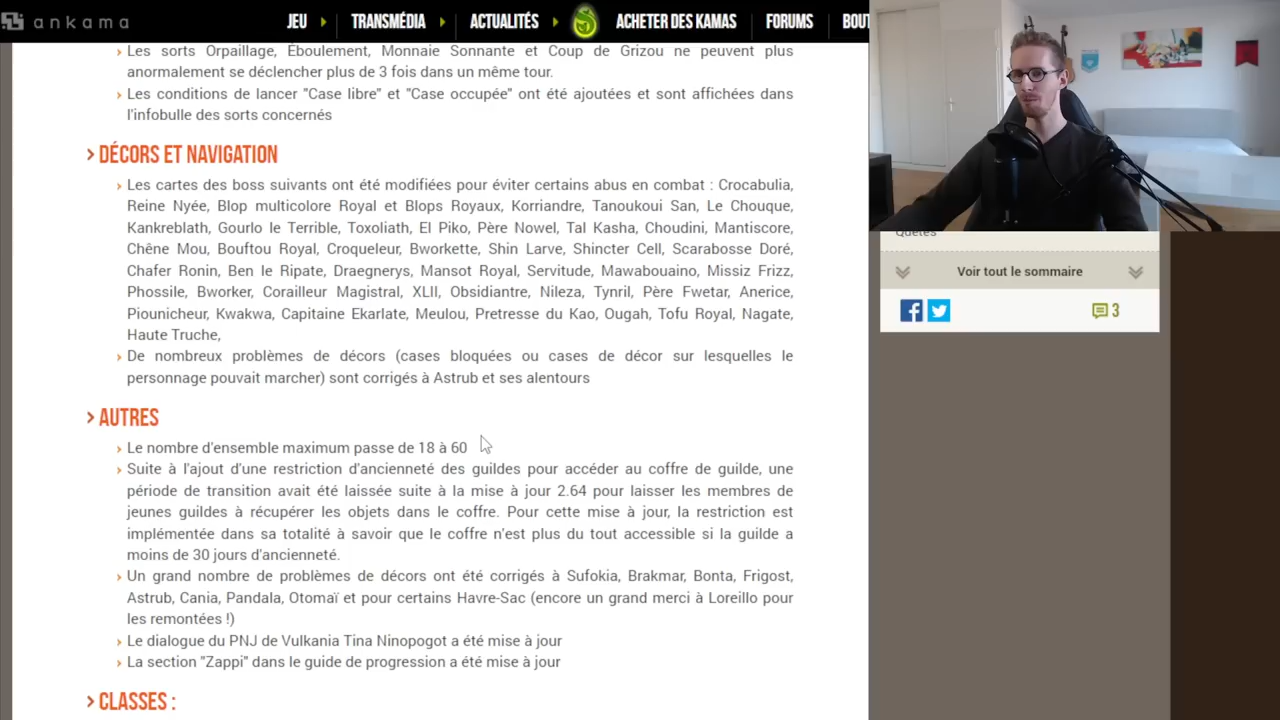 ankama
JEU
TRANSMÉDIA
ACTUALITÉS
ACHETER DES KAMAS
FORUMS
BOUT
› Les sorts Orpaillage, Éboulement, Monnaie Sonnante et Coup de Grizou ne peuvent plus
anormalement se déclencher plus de 3 fois dans un même tour.
› Les conditions de lancer "Case libre" et "Case occupée" ont été ajoutées et sont affichées dans
l'infobulle des sorts concernés
> DÉCORS ET NAVIGATION
› Les cartes des boss suivants ont été modifiées pour éviter certains abus en combat : Crocabulia,
Reine Nyée, Blop multicolore Royal et Blops Royaux, Korriandre, Tanoukoui San, Le Chouque,
Kankreblath, Gourlo le Terrible, Toxoliath, El Piko, Père Nowel, Tal Kasha, Choudini, Mantiscore,
Chêne Mou, Bouftou Royal, Croqueleur, Bworkette, Shin Larve, Shincter Cell, Scarabosse Doré,
Chafer Ronin, Ben le Ripate, Draegnerys, Mansot Royal, Servitude, Mawabouaino, Missiz Frizz,
Phossile, Bworker, Corailleur Magistral, XLII, Obsidiantre, Nileza, Tynril, Père Fwetar, Anerice,
Piounicheur, Kwakwa, Capitaine Ekarlate, Meulou, Pretresse du Kao, Ougah, Tofu Royal, Nagate,
Haute Truche,
› De nombreux problèmes de décors (cases bloquées ou cases de décor sur lesquelles le
personnage pouvait marcher) sont corrigés à Astrub et ses alentours
> AUTRES
› Le nombre d'ensemble maximum passe de 18 à 60
› Suite à l'ajout d'une restriction d'ancienneté des guildes pour accéder au coffre de guilde, une
période de transition avait été laissée suite à la mise à jour 2.64 pour laisser les membres de
jeunes guildes à récupérer les objets dans le coffre. Pour cette mise à jour, la restriction est
implémentée dans sa totalité à savoir que le coffre n'est plus du tout accessible si la guilde a
moins de 30 jours d'ancienneté.
› Un grand nombre de problèmes de décors ont été corrigés à Sufokia, Brakmar, Bonta, Frigost,
Astrub, Cania, Pandala, Otomaï et pour certains Havre-Sac (encore un grand merci à Loreillo pour
les remontées !)
› Le dialogue du PNJ de Vulkania Tina Ninopogot a été mise à jour
› La section "Zappi" dans le guide de progression a été mise à jour
> CLASSES :
Quêtes
Voir tout le sommaire
3